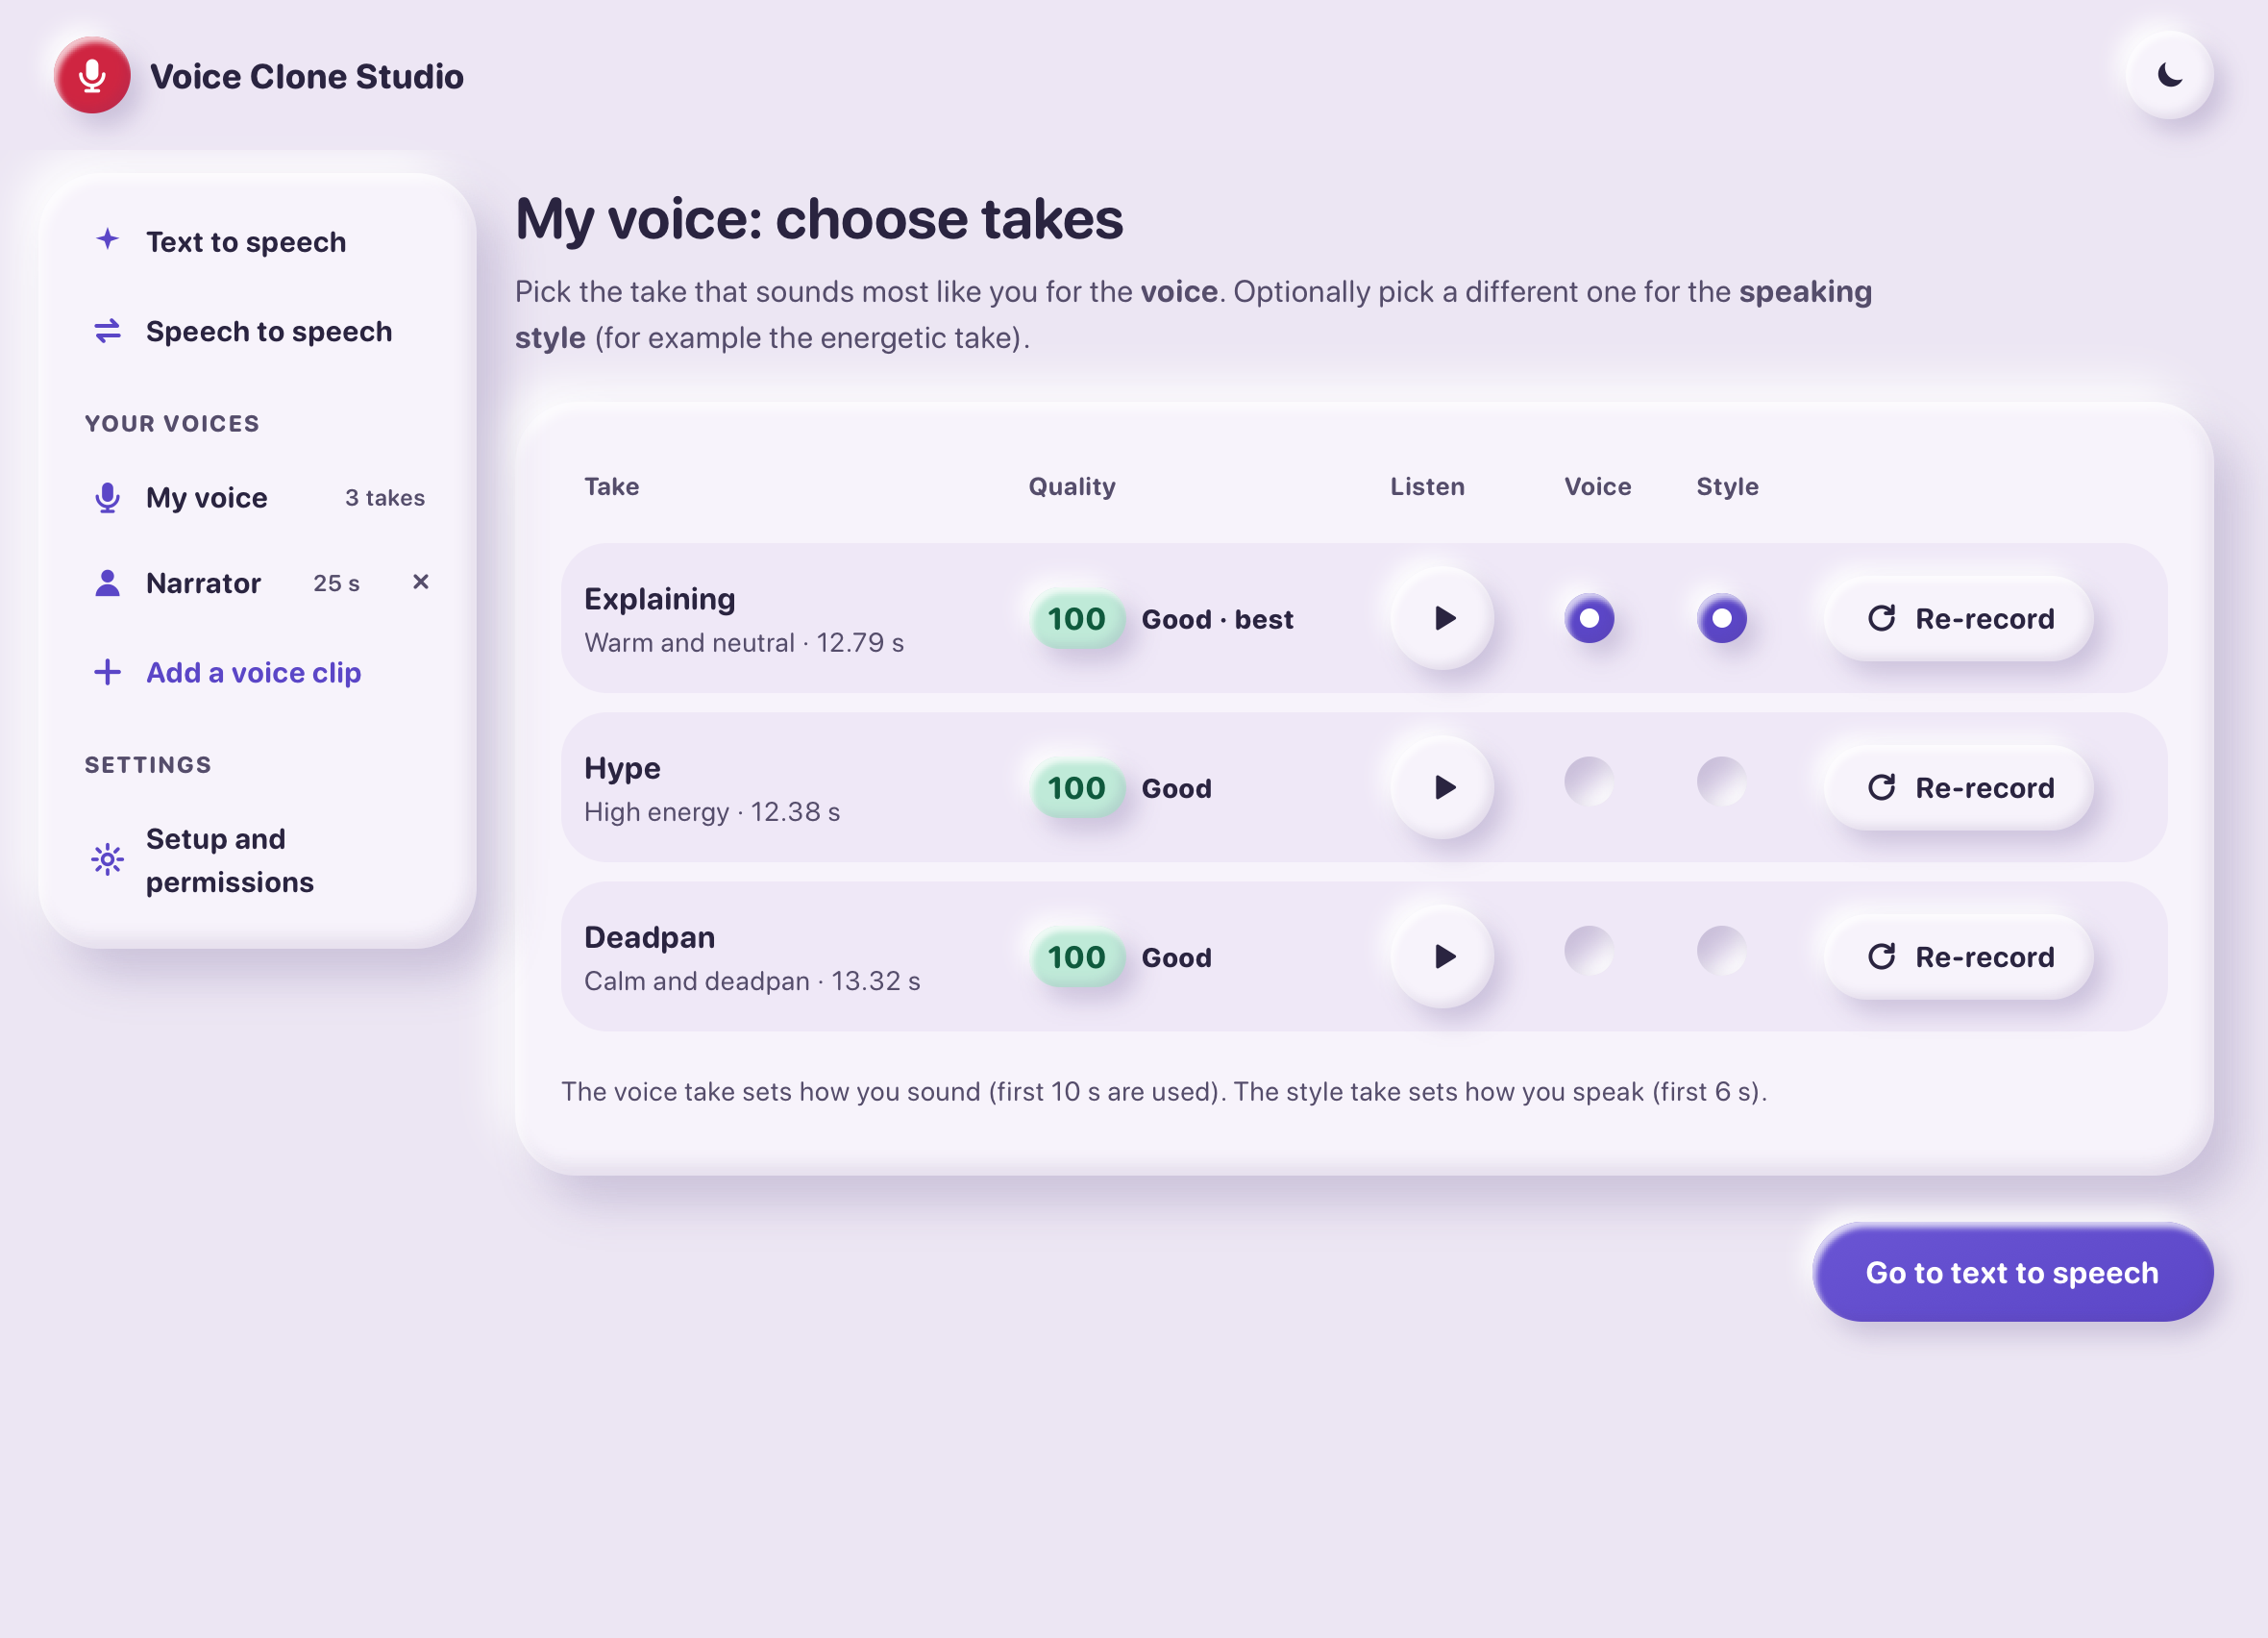 Voice Clone Studio
Text to speech
Speech to speech
YOUR VOICES
My voice 3 takes
Narrator 25 s ×
Add a voice clip
SETTINGS
Setup and
permissions
My voice: choose takes
Pick the take that sounds most like you for the voice. Optionally pick a different one for the speaking
style (for example the energetic take).
Take Quality Listen Voice Style
Explaining
Warm and neutral · 12.79 s
100 Good · best
Re-record
Hype
High energy · 12.38 s
100 Good
Re-record
Deadpan
Calm and deadpan · 13.32 s
100 Good
Re-record
The voice take sets how you sound (first 10 s are used). The style take sets how you speak (first 6 s).
Go to text to speech